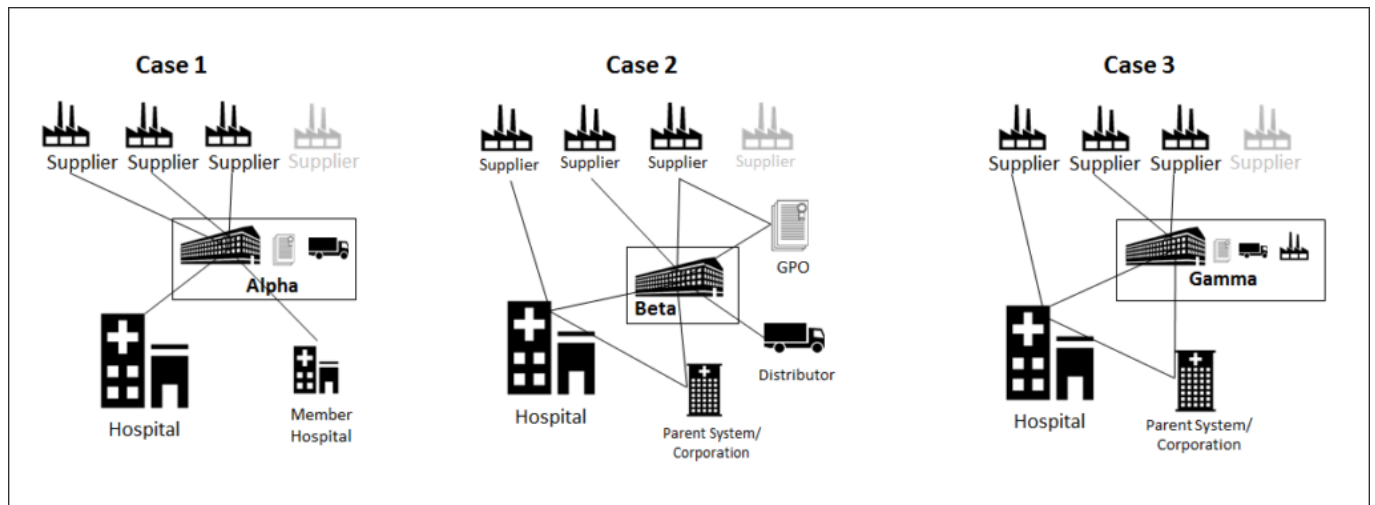 Case 1
Supplier Supplier Supplier Supplier
Alpha
Hospital
Member
Hospital
Case 2
Supplier Supplier Supplier Supplier
GPO
Beta
Distributor
Hospital
Parent System/
Corporation
Case 3
Supplier Supplier Supplier Supplier
Gamma
Hospital
Parent System/
Corporation